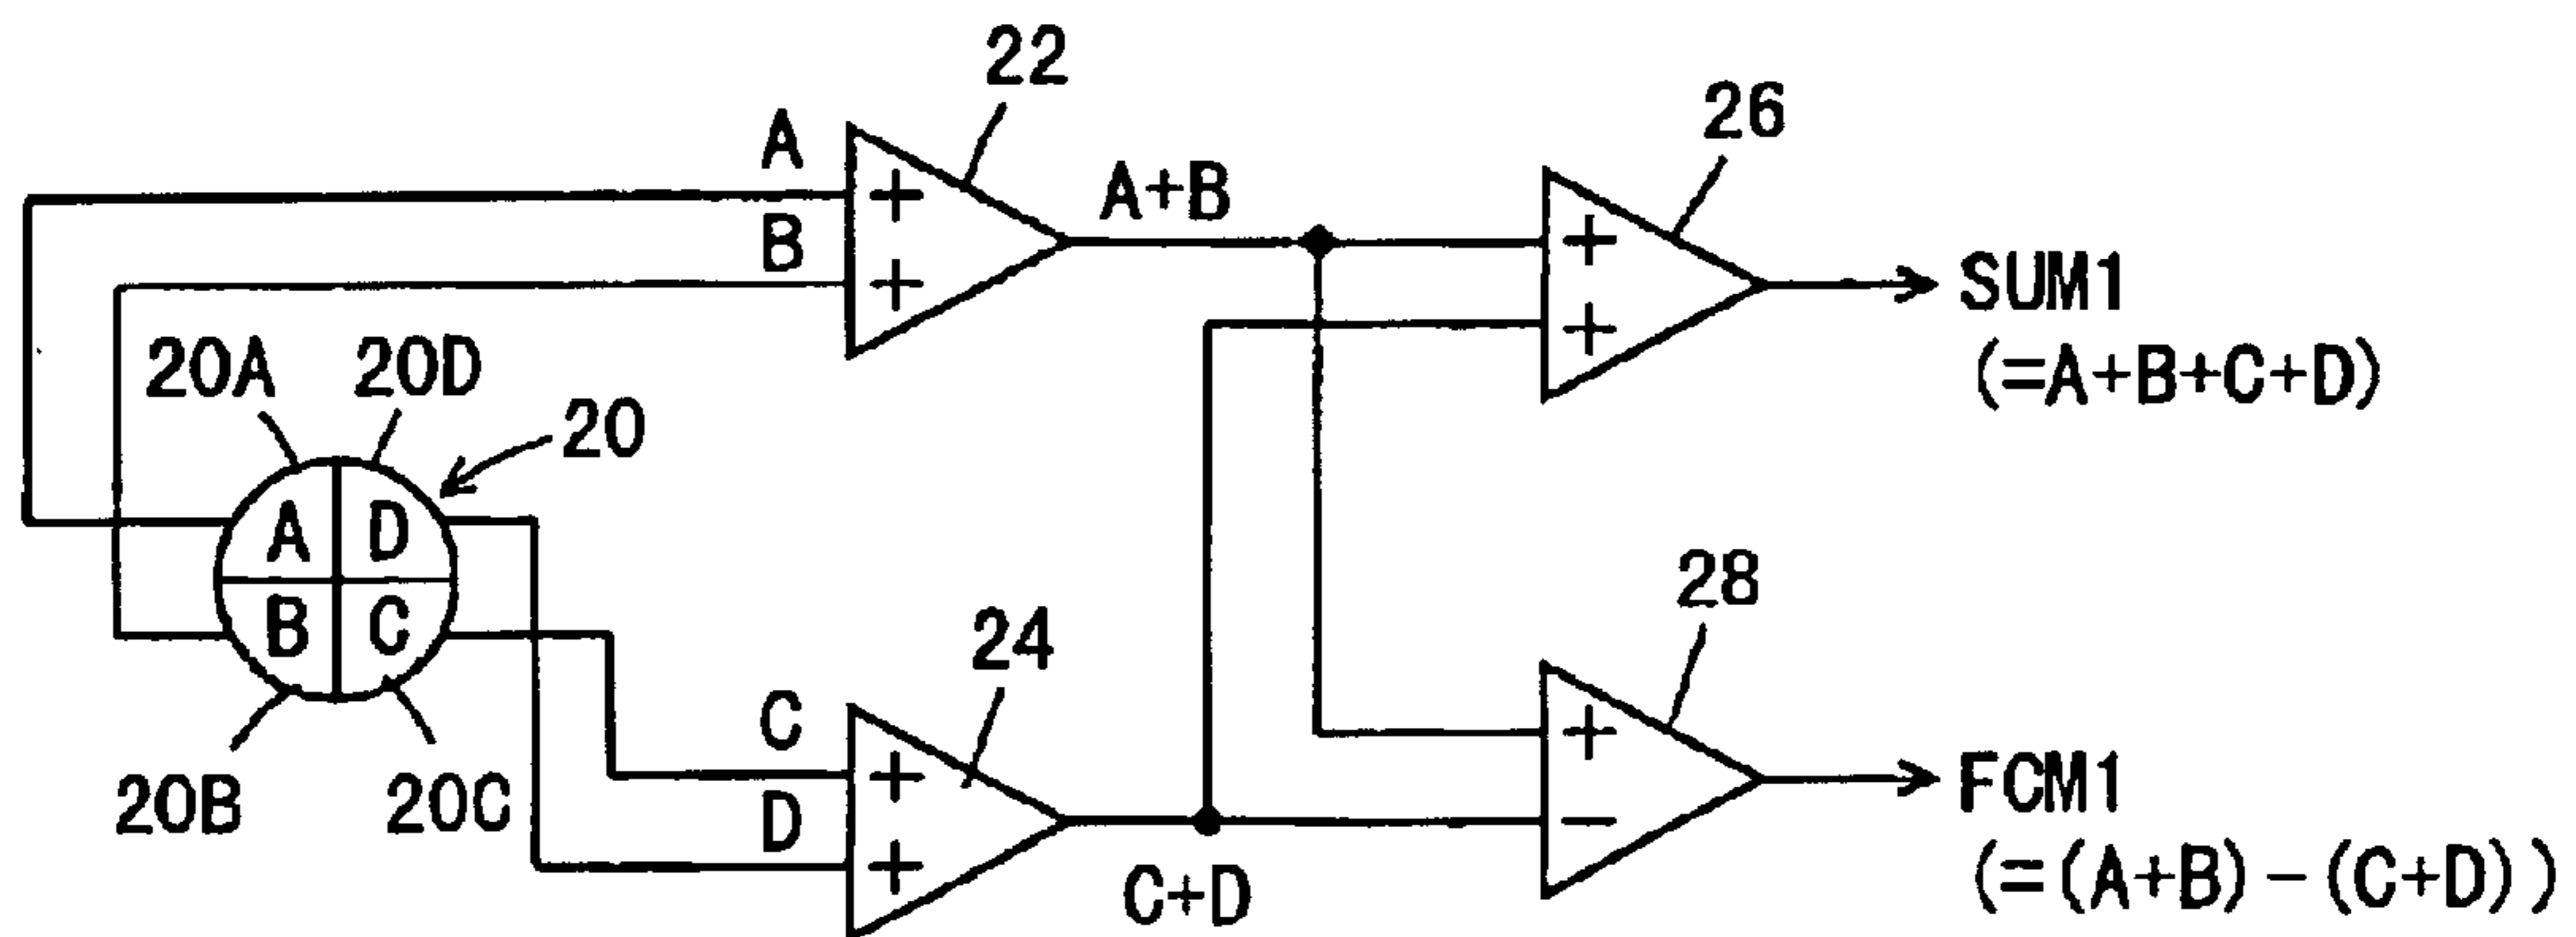 22
26
A
A+B
B
SUM1
(=A+B+C+D)
20A
20D
20
A
D
B
C
28
24
20B
20C
C
D
FCM1
(=(A+B)-(C+D))
C+D
+
+
+
+
+
+
+
-